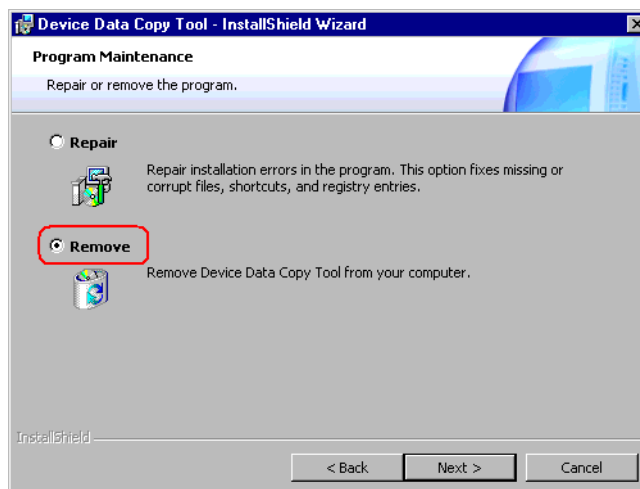 Device Data Copy Tool - InstallShield Wizard
Program Maintenance
Repair or remove the program.
Repair
Repair installation errors in the program. This option fixes missing or
corrupt files, shortcuts, and registry entries.
Remove
Remove Device Data Copy Tool from your computer.
InstallShield
< Back Next > Cancel